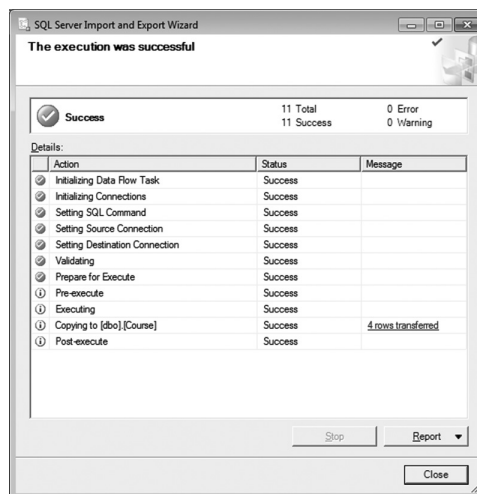 SQL Server Import and Export Wizard
The execution was successful
Success
11 Total
0 Error
11 Success
0 Warning
Details:
Action Status Message
Initializing Data Flow Task Success
Initializing Connections Success
Setting SQL Command Success
Setting Source Connection Success
Setting Destination Connection Success
Validating Success
Prepare for Execute Success
Pre-execute Success
Executing Success
Copying to [dbo].[Course] Success 4 rows transferred
Post-execute Success
Stop
Report
Close